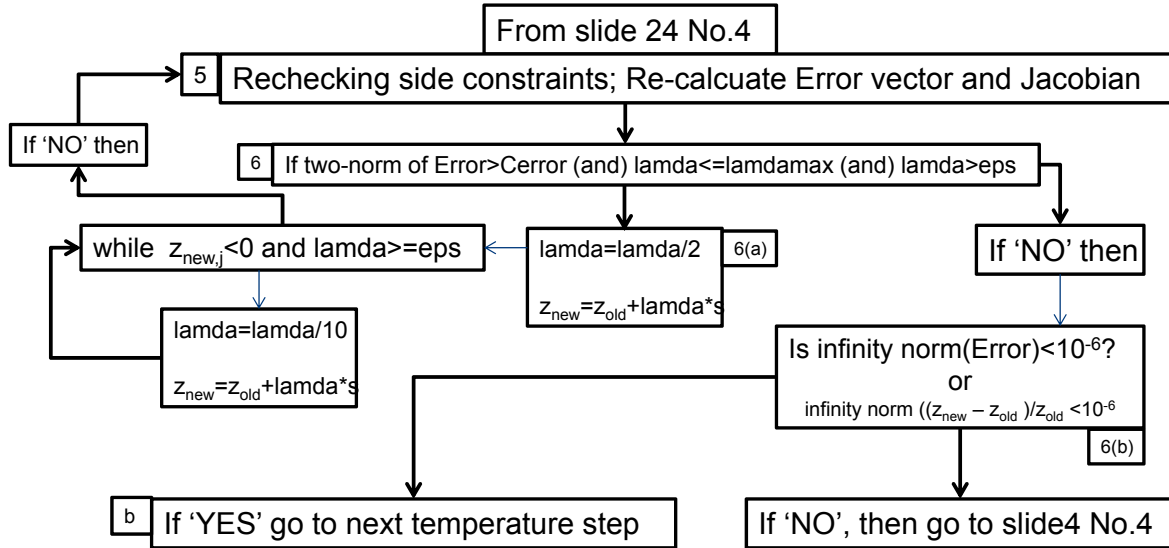 From slide 24 No.4
5
Rechecking side constraints; Re-calcuate Error vector and Jacobian
If 'NO' then
6
If two-norm of Error>Cerror (and) lamda<=lamdamax (and) lamda>eps
while z_new,j<0 and lamda>=eps
lamda=lamda/2
z_new=z_old+lamda*s
6(a)
If 'NO' then
lamda=lamda/10
z_new=z_old+lamda*s
Is infinity norm(Error)<10⁻⁶?
or
infinity norm ((z_new – z_old )/z_old <10⁻⁶
6(b)
b
If 'YES' go to next temperature step
If 'NO', then go to slide4 No.4